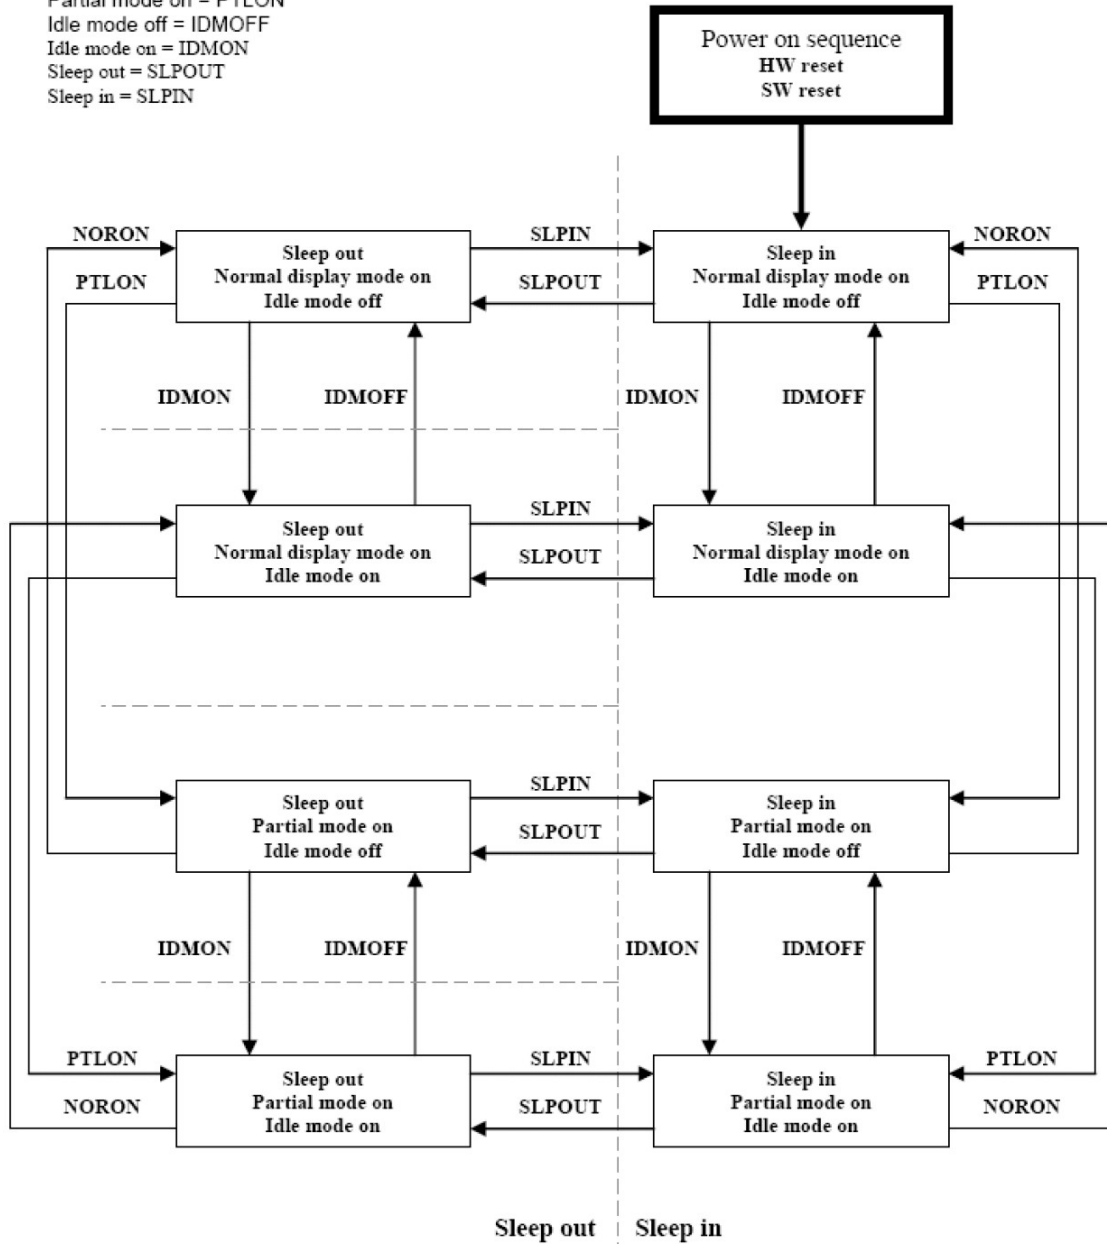 Partial mode on = PTLON
Idle mode off = IDMOFF
Idle mode on = IDMON
Sleep out = SLPOUT
Sleep in = SLPIN
Power on sequence
HW reset
SW reset
NORON
PTLON
Sleep out
Normal display mode on
Idle mode off
SLPIN
SLPOUT
Sleep in
Normal display mode on
Idle mode off
NORON
PTLON
IDMON
IDMOFF
IDMON
IDMOFF
Sleep out
Normal display mode on
Idle mode on
SLPIN
SLPOUT
Sleep in
Normal display mode on
Idle mode on
Sleep out
Partial mode on
Idle mode off
SLPIN
SLPOUT
Sleep in
Partial mode on
Idle mode off
IDMON
IDMOFF
IDMON
IDMOFF
PTLON
NORON
Sleep out
Partial mode on
Idle mode on
SLPIN
SLPOUT
Sleep in
Partial mode on
Idle mode on
PTLON
NORON
Sleep out
Sleep in